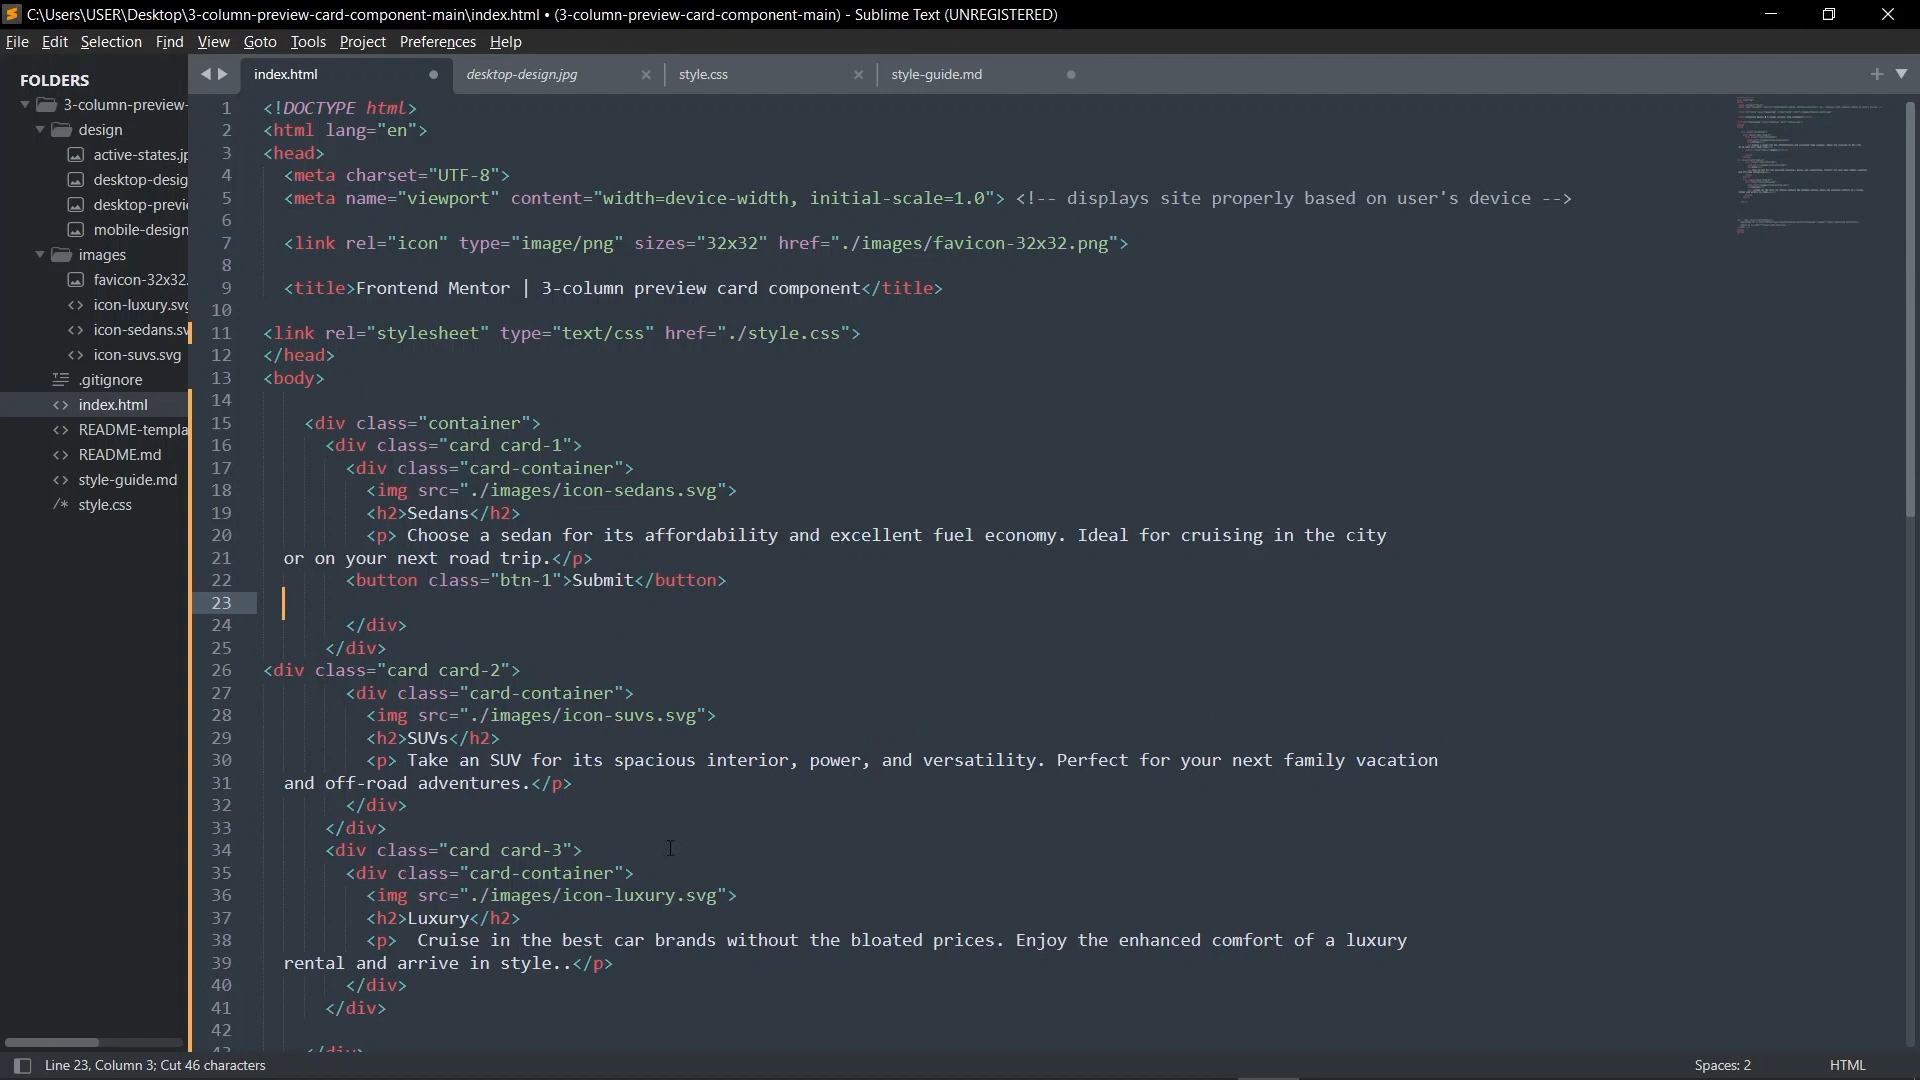 C:\Users\USER\Desktop\3-column-preview-card-component-main\index.html • (3-column-preview-card-component-main) - Sublime Text (UNREGISTERED)
File Edit Selection Find View Goto Tools Project Preferences Help
FOLDERS
3-column-preview-
design
active-states.jp
desktop-desig
desktop-previe
mobile-design
images
favicon-32x32.
icon-luxury.svg
icon-sedans.sv
icon-suvs.svg
.gitignore
index.html
README-templa
README.md
style-guide.md
style.css
index.html desktop-design.jpg style.css style-guide.md
1 <!DOCTYPE html>
2 <html lang="en">
3 <head>
4 <meta charset="UTF-8">
5 <meta name="viewport" content="width=device-width, initial-scale=1.0"> <!-- displays site properly based on user's device -->
6
7 <link rel="icon" type="image/png" sizes="32x32" href="./images/favicon-32x32.png">
8
9 <title>Frontend Mentor | 3-column preview card component</title>
10
11 <link rel="stylesheet" type="text/css" href="./style.css">
12 </head>
13 <body>
14
15 <div class="container">
16 <div class="card card-1">
17 <div class="card-container">
18 <img src="./images/icon-sedans.svg">
19 <h2>Sedans</h2>
20 <p> Choose a sedan for its affordability and excellent fuel economy. Ideal for cruising in the city
21 or on your next road trip.</p>
22 <button class="btn-1">Submit</button>
23
24 </div>
25 </div>
26 <div class="card card-2">
27 <div class="card-container">
28 <img src="./images/icon-suvs.svg">
29 <h2>SUVs</h2>
30 <p> Take an SUV for its spacious interior, power, and versatility. Perfect for your next family vacation
31 and off-road adventures.</p>
32 </div>
33 </div>
34 <div class="card card-3">
35 <div class="card-container">
36 <img src="./images/icon-luxury.svg">
37 <h2>Luxury</h2>
38 <p>  Cruise in the best car brands without the bloated prices. Enjoy the enhanced comfort of a luxury
39 rental and arrive in style..</p>
40 </div>
41 </div>
42
43 </div>
Line 23, Column 3; Cut 46 characters Spaces: 2 HTML